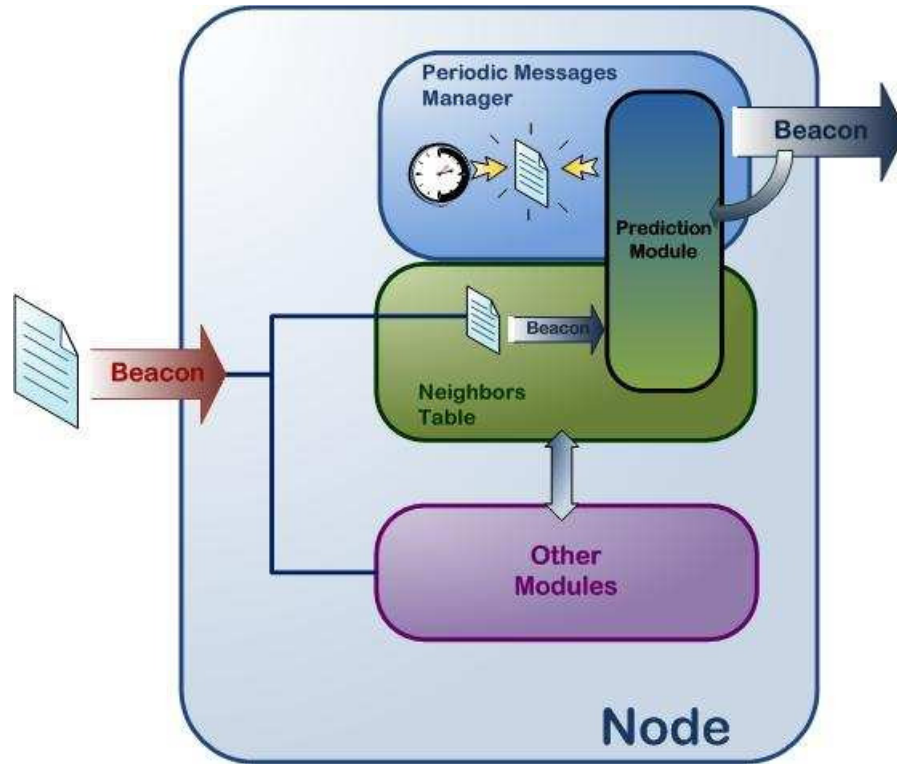 Periodic Messages
Manager
Beacon
Prediction
Module
Beacon
Beacon
Neighbors
Table
Other
Modules
Node